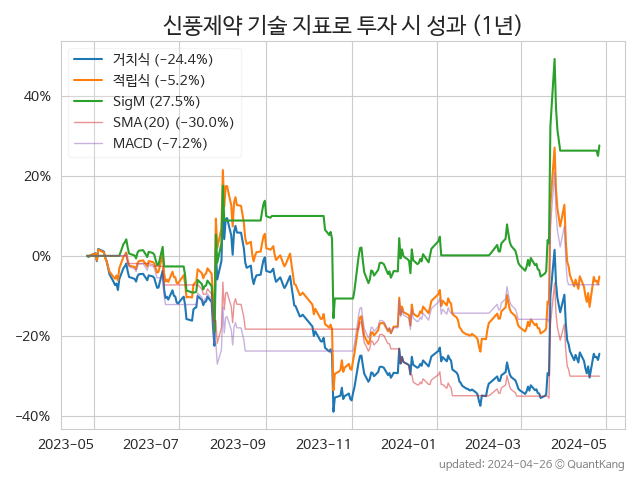 신풍제약 기술 지표로 투자 시 성과 (1년)
거치식 (−24.4%)
적립식 (−5.2%)
SigM (27.5%)
SMA(20) (−30.0%)
MACD (−7.2%)
40%
20%
0%
−20%
−40%
2023-05 2023-07 2023-09 2023-11 2024-01 2024-03 2024-05
updated: 2024-04-26 ⓒ QuantKang